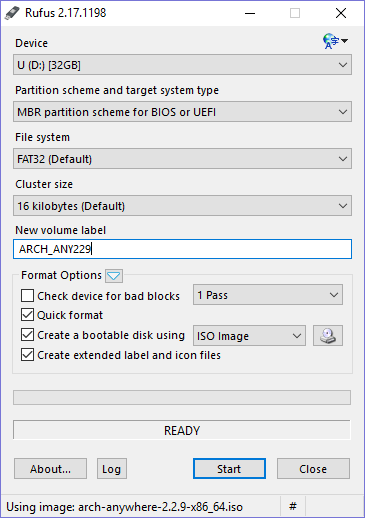 Rufus 2.17.1198
Device
U (D:) [32GB]
Partition scheme and target system type
MBR partition scheme for BIOS or UEFI
File system
FAT32 (Default)
Cluster size
16 kilobytes (Default)
New volume label
ARCH_ANY229
Format Options
Check device for bad blocks 1 Pass
Quick format
Create a bootable disk using ISO Image
Create extended label and icon files
READY
About... Log Start Close
Using image: arch-anywhere-2.2.9-x86_64.iso #